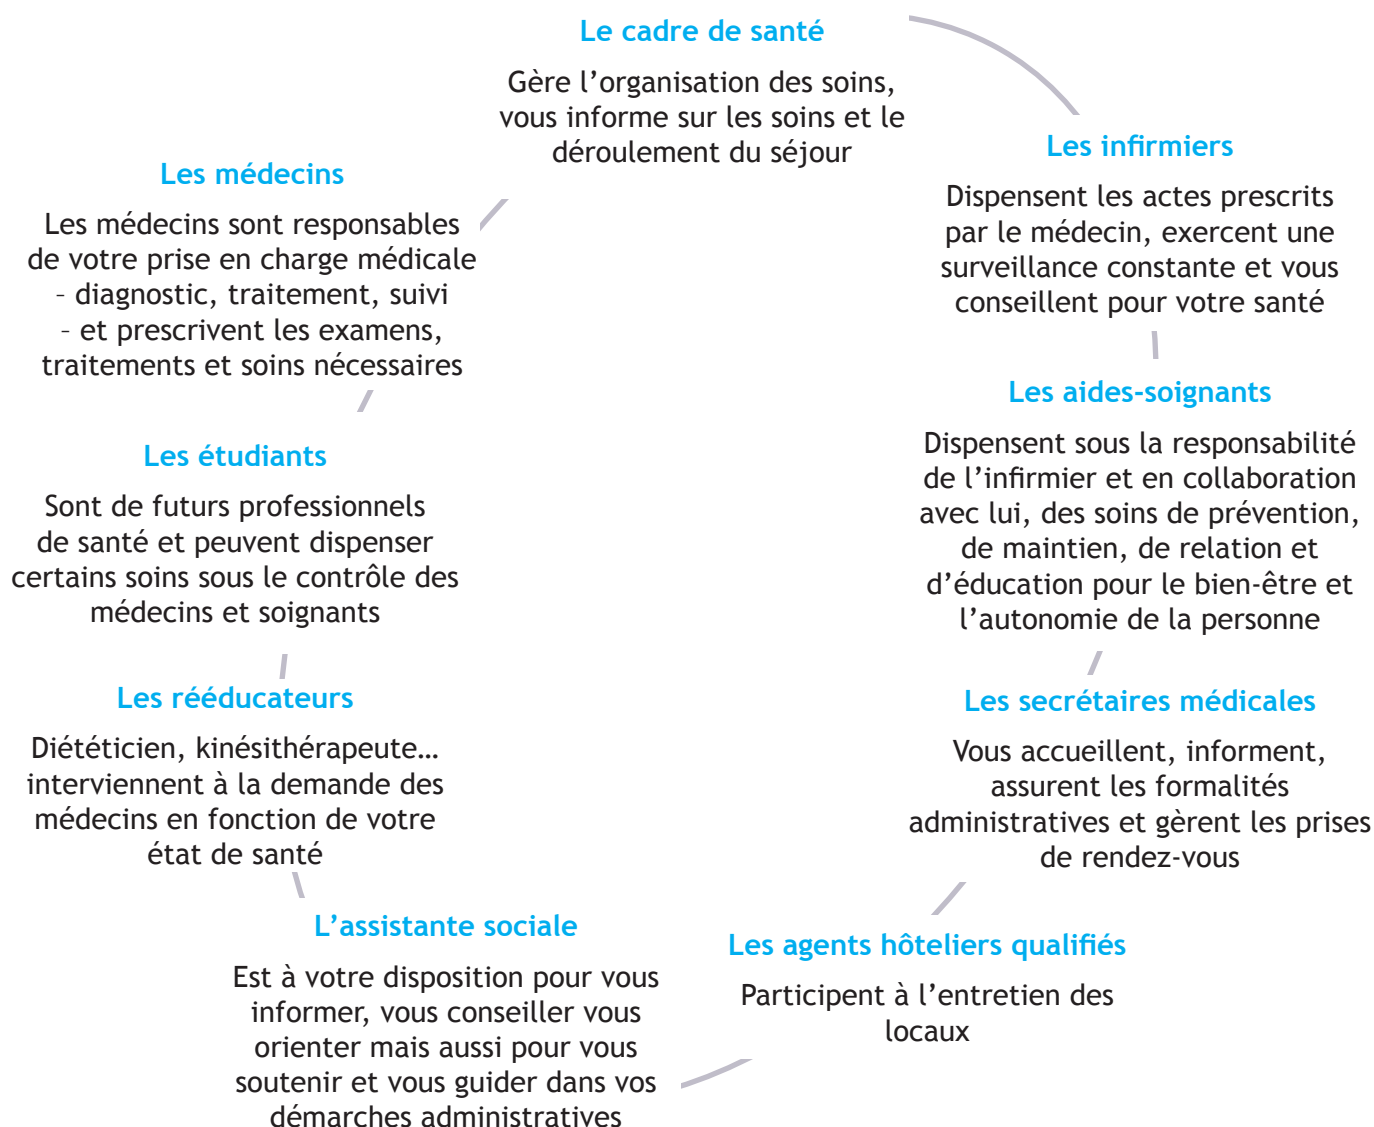 Le cadre de santé
Gère l’organisation des soins,
vous informe sur les soins et le
déroulement du séjour
Les infirmiers
Dispensent les actes prescrits
par le médecin, exercent une
surveillance constante et vous
conseillent pour votre santé
Les aides-soignants
Dispensent sous la responsabilité
de l’infirmier et en collaboration
avec lui, des soins de prévention,
de maintien, de relation et
d’éducation pour le bien-être et
l’autonomie de la personne
Les secrétaires médicales
Vous accueillent, informent,
assurent les formalités
administratives et gèrent les prises
de rendez-vous
Les agents hôteliers qualifiés
Participent à l’entretien des
locaux
L’assistante sociale
Est à votre disposition pour vous
informer, vous conseiller vous
orienter mais aussi pour vous
soutenir et vous guider dans vos
démarches administratives
Les rééducateurs
Diététicien, kinésithérapeute…
interviennent à la demande des
médecins en fonction de votre
état de santé
Les étudiants
Sont de futurs professionnels
de santé et peuvent dispenser
certains soins sous le contrôle des
médecins et soignants
Les médecins
Les médecins sont responsables
de votre prise en charge médicale
– diagnostic, traitement, suivi
– et prescrivent les examens,
traitements et soins nécessaires